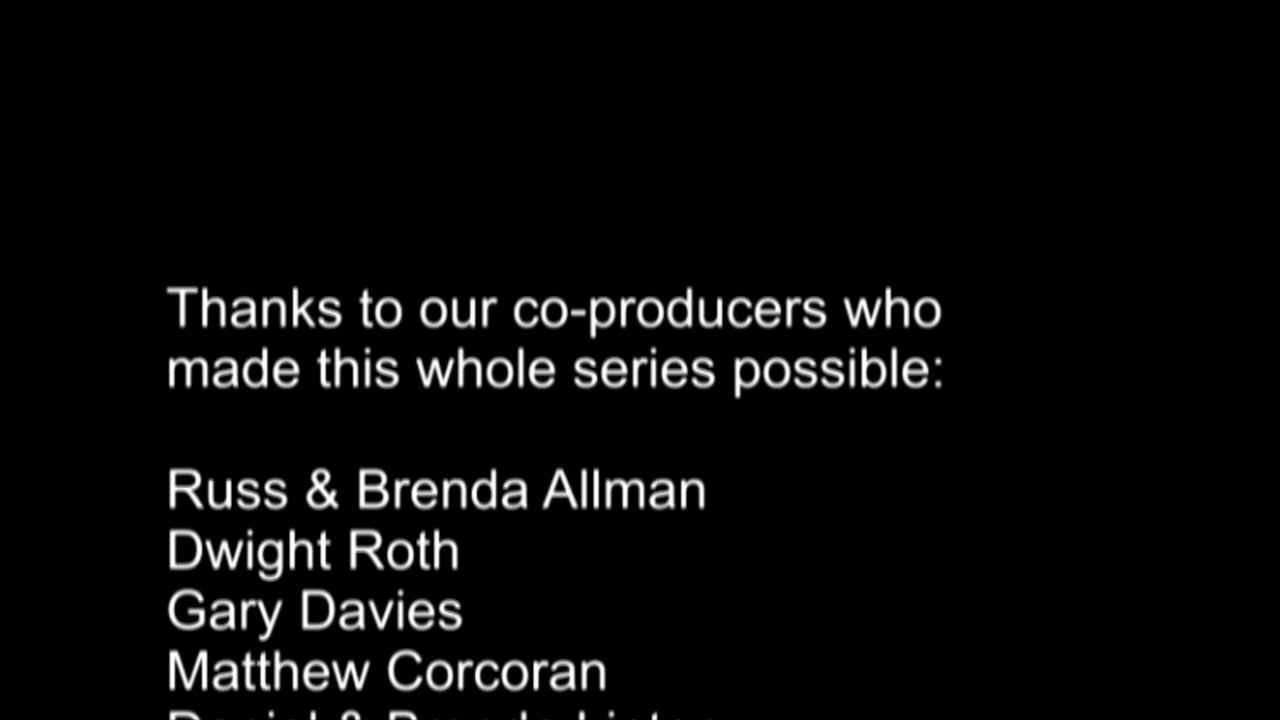 Thanks to our co-producers who
made this whole series possible:
Russ & Brenda Allman
Dwight Roth
Gary Davies
Matthew Corcoran